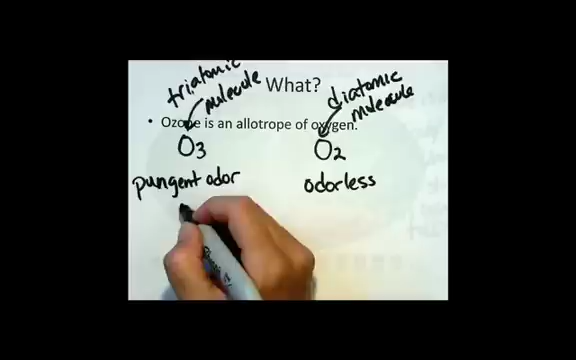 What?
triatomic
molecule
diatomic
molecule
• Ozone is an allotrope of oxygen.
O3
O2
pungent odor
odorless